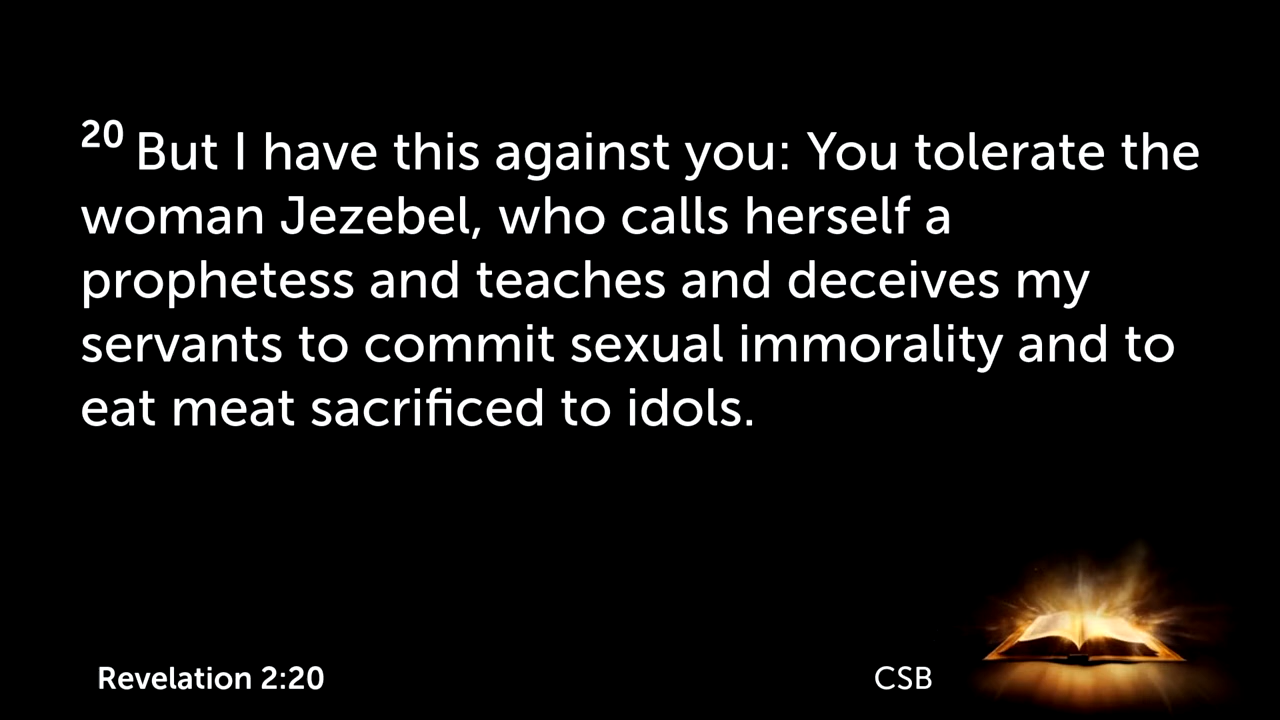 20 But I have this against you: You tolerate the
woman Jezebel, who calls herself a
prophetess and teaches and deceives my
servants to commit sexual immorality and to
eat meat sacrificed to idols.
Revelation 2:20
CSB